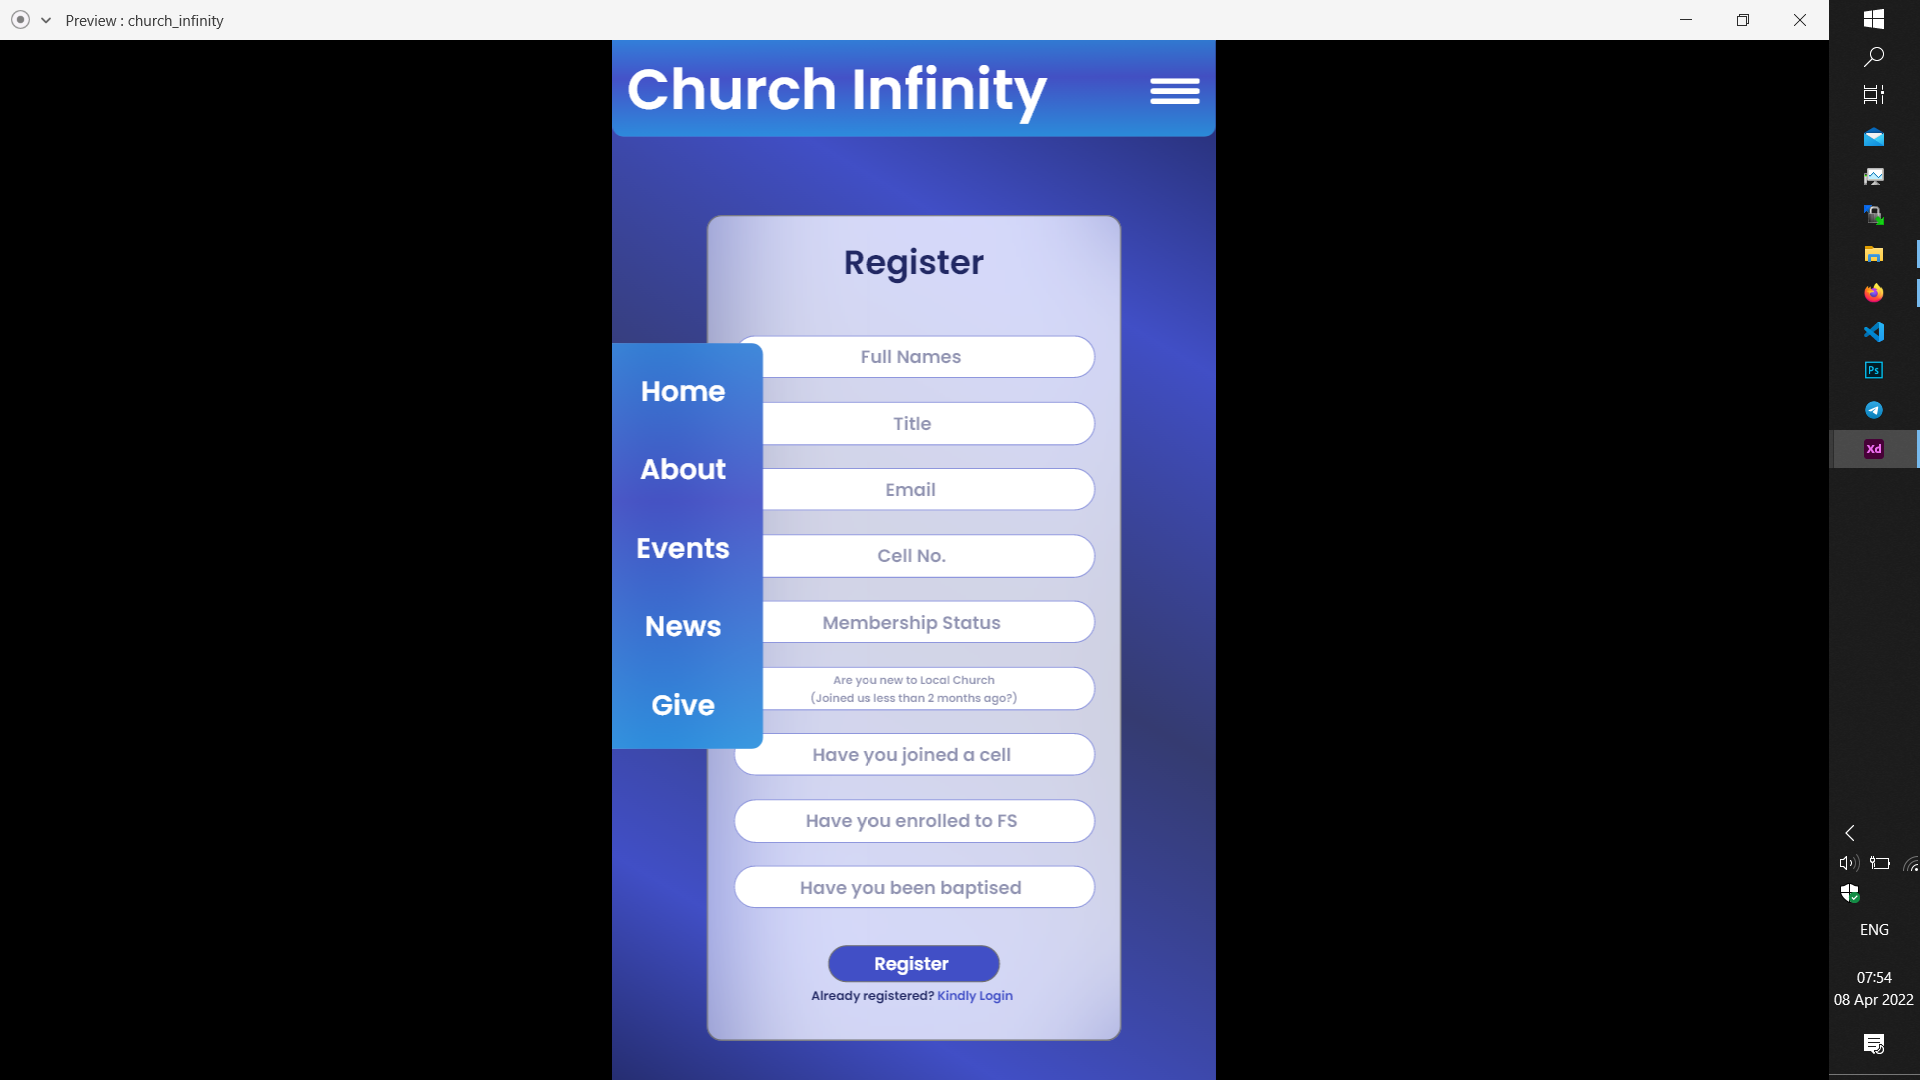 Preview : church_infinity
Church Infinity
Register
Full Names
Title
Email
Cell No.
Membership Status
Are you new to Local Church
(Joined us less than 2 months ago?)
Have you joined a cell
Have you enrolled to FS
Have you been baptised
Register
Already registered? Kindly Login
Home
About
Events
News
Give
Ps
Xd
ENG
07:54
08 Apr 2022